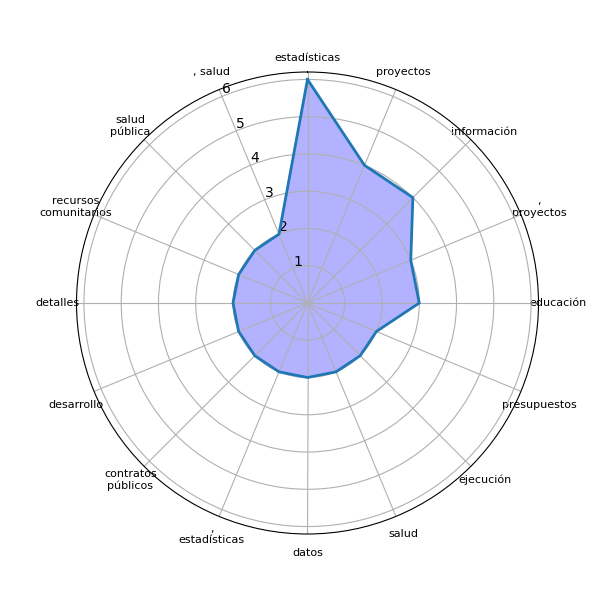 estadísticas
, salud
proyectos
6
salud
pública
5
información
4
3
recursos
comunitarios
,
proyectos
2
1
detalles
educación
desarrollo
presupuestos
contratos
públicos
ejecución
,
estadísticas
salud
datos